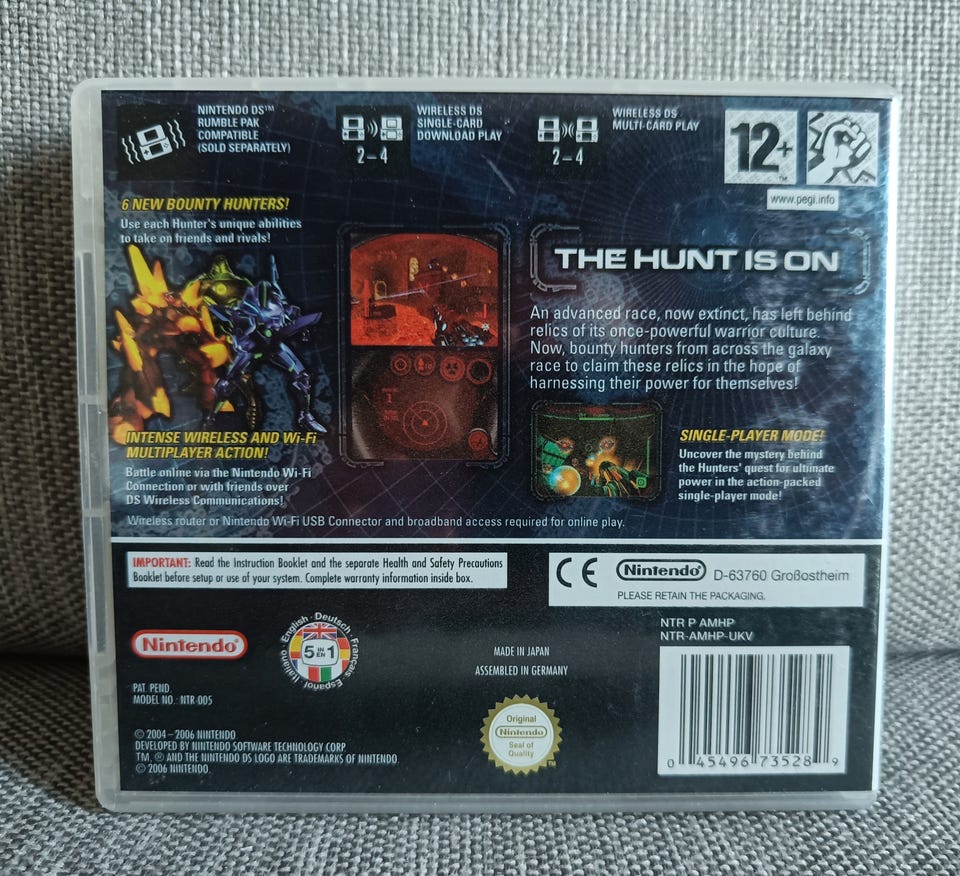 NINTENDO DS™
RUMBLE PAK
COMPATIBLE
(SOLD SEPARATELY)
WIRELESS DS
SINGLE-CARD
DOWNLOAD PLAY
2–4
WIRELESS DS
MULTI-CARD PLAY
2–4
12+
www.pegi.info
6 NEW BOUNTY HUNTERS!
Use each Hunter's unique abilities
to take on friends and rivals!
THE HUNT IS ON
An advanced race, now extinct, has left behind
relics of its once-powerful warrior culture.
Now, bounty hunters from across the galaxy
race to claim these relics in the hope of
harnessing their power for themselves!
INTENSE WIRELESS AND Wi-Fi
MULTIPLAYER ACTION!
Battle online via the Nintendo Wi-Fi
Connection or with friends over
DS Wireless Communications!
SINGLE-PLAYER MODE!
Uncover the mystery behind
the Hunters' quest for ultimate
power in the action-packed
single-player mode!
Wireless router or Nintendo Wi-Fi USB Connector and broadband access required for online play.
IMPORTANT: Read the Instruction Booklet and the separate Health and Safety Precautions
Booklet before setup or use of your system. Complete warranty information inside box.
CE Nintendo® D-63760 Großostheim
PLEASE RETAIN THE PACKAGING.
NTR P AMHP
NTR-AMHP-UKV
Nintendo®
English · Deutsch · Français · Español · Italiano
5 IN EN 1
MADE IN JAPAN
ASSEMBLED IN GERMANY
PAT. PEND.
MODEL NO.: NTR-005
Original
Nintendo
Seal of
Quality
™
© 2004 – 2006 NINTENDO
DEVELOPED BY NINTENDO SOFTWARE TECHNOLOGY CORP.
TM, ® AND THE NINTENDO DS LOGO ARE TRADEMARKS OF NINTENDO.
© 2006 NINTENDO.
0 45496 73528 9